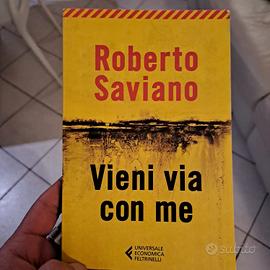 Roberto
Saviano
Vieni via
con me
UNIVERSALE
ECONOMICA
FELTRINELLI
subito